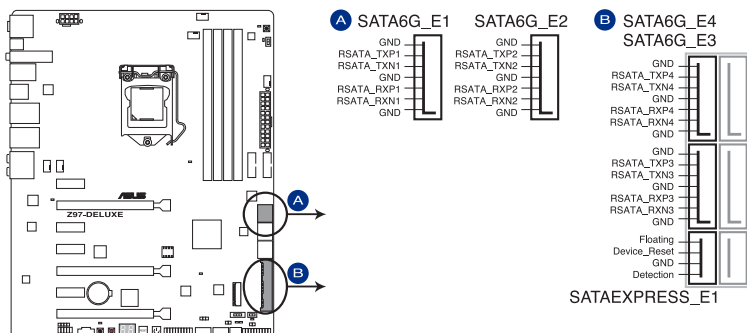 ASUS
Z97-DELUXE
A
B
A SATA6G_E1
GND
RSATA_TXP1
RSATA_TXN1
GND
RSATA_RXP1
RSATA_RXN1
GND
SATA6G_E2
GND
RSATA_TXP2
RSATA_TXN2
GND
RSATA_RXP2
RSATA_RXN2
GND
B SATA6G_E4
SATA6G_E3
GND
RSATA_TXP4
RSATA_TXN4
GND
RSATA_RXP4
RSATA_RXN4
GND
GND
RSATA_TXP3
RSATA_TXN3
GND
RSATA_RXP3
RSATA_RXN3
GND
Floating
Device_Reset
GND
Detection
SATAEXPRESS_E1